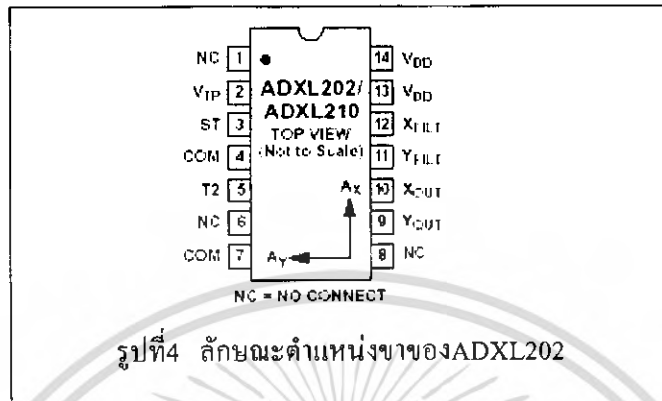 NC 1 14 VDD
VTP 2 13 VDD
ST 3 12 XFILT
COM 4 11 YFILT
T2 5 10 XOUT
NC 6 9 YOUT
COM 7 8 NC
ADXL202/
ADXL210
TOP VIEW
(Not to Scale)
AX
AY
NC = NO CONNECT
รูปที่4 ลักษณะตำแหน่งขาของADXL202